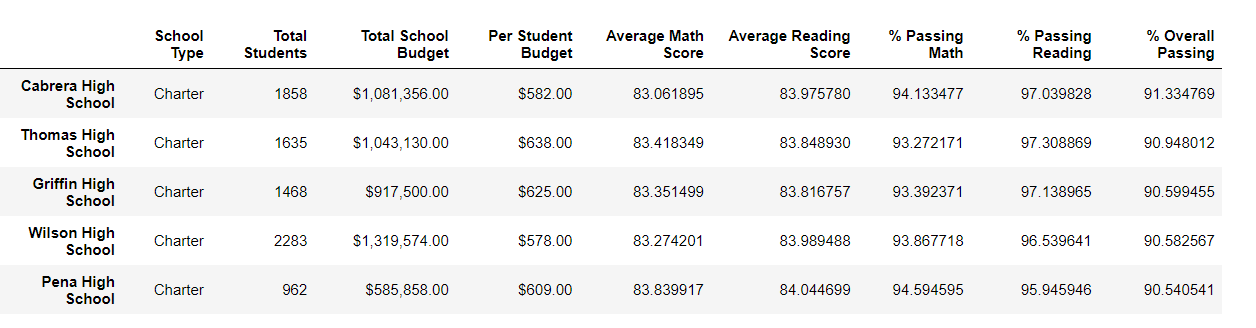 School Type Total Students Total School Budget Per Student Budget Average Math Score Average Reading Score % Passing Math % Passing Reading % Overall Passing
Cabrera High School Charter 1858 $1,081,356.00 $582.00 83.061895 83.975780 94.133477 97.039828 91.334769
Thomas High School Charter 1635 $1,043,130.00 $638.00 83.418349 83.848930 93.272171 97.308869 90.948012
Griffin High School Charter 1468 $917,500.00 $625.00 83.351499 83.816757 93.392371 97.138965 90.599455
Wilson High School Charter 2283 $1,319,574.00 $578.00 83.274201 83.989488 93.867718 96.539641 90.582567
Pena High School Charter 962 $585,858.00 $609.00 83.839917 84.044699 94.594595 95.945946 90.540541